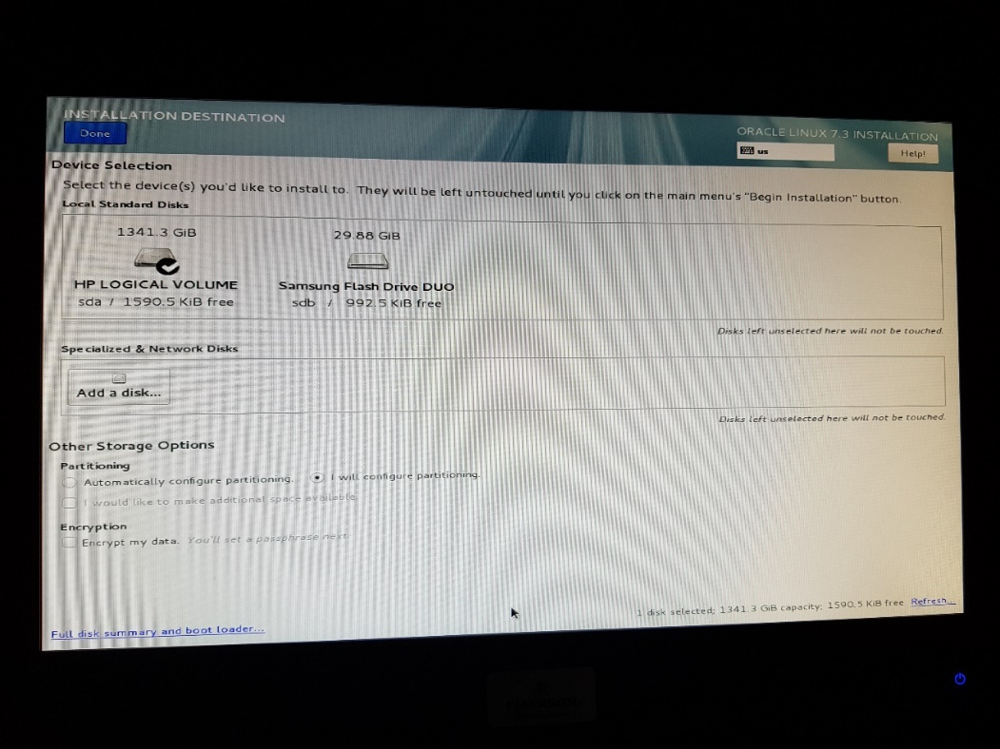 INSTALLATION DESTINATION
Done
ORACLE LINUX 7.3 INSTALLATION
us
Help!
Device Selection
Select the device(s) you'd like to install to. They will be left untouched until you click on the main menu's "Begin Installation" button.
Local Standard Disks
1341.3 GiB
HP LOGICAL VOLUME
sda / 1590.5 KiB free
29.88 GiB
Samsung Flash Drive DUO
sdb / 992.5 KiB free
Disks left unselected here will not be touched.
Specialized & Network Disks
Add a disk...
Disks left unselected here will not be touched.
Other Storage Options
Partitioning
Automatically configure partitioning. I will configure partitioning.
I would like to make additional space available.
Encryption
Encrypt my data. You'll set a passphrase next.
1 disk selected; 1341.3 GiB capacity; 1590.5 KiB free Refresh...
Full disk summary and boot loader...